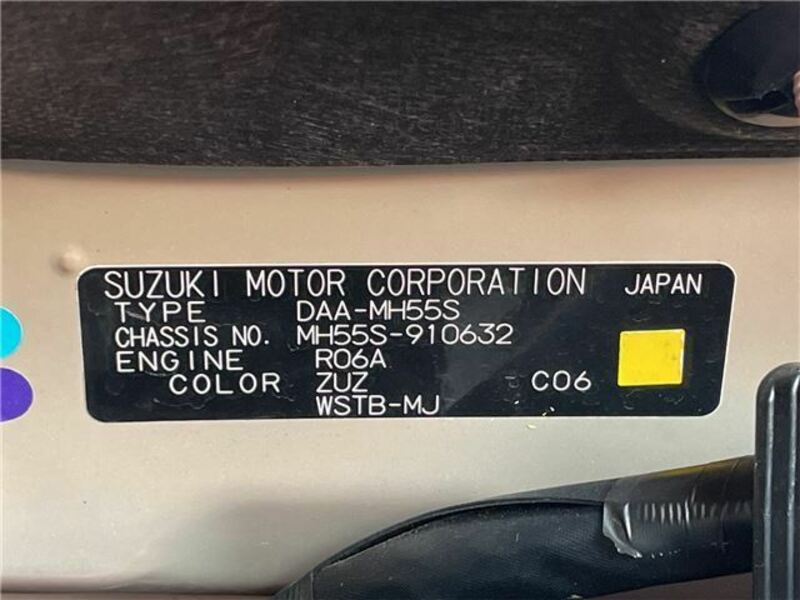 SUZUKI MOTOR CORPORATION JAPAN
TYPE DAA-MH55S
CHASSIS NO. MH55S-910632
ENGINE R06A
COLOR ZUZ C06
WSTB-MJ